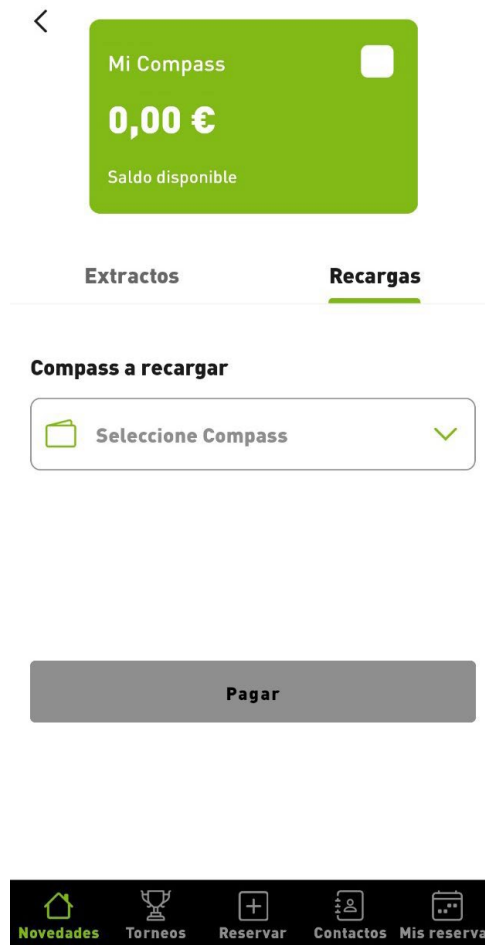 Mi Compass
0,00 €
Saldo disponible
Extractos Recargas
Compass a recargar
Seleccione Compass
Pagar
Novedades Torneos Reservar Contactos Mis reserva